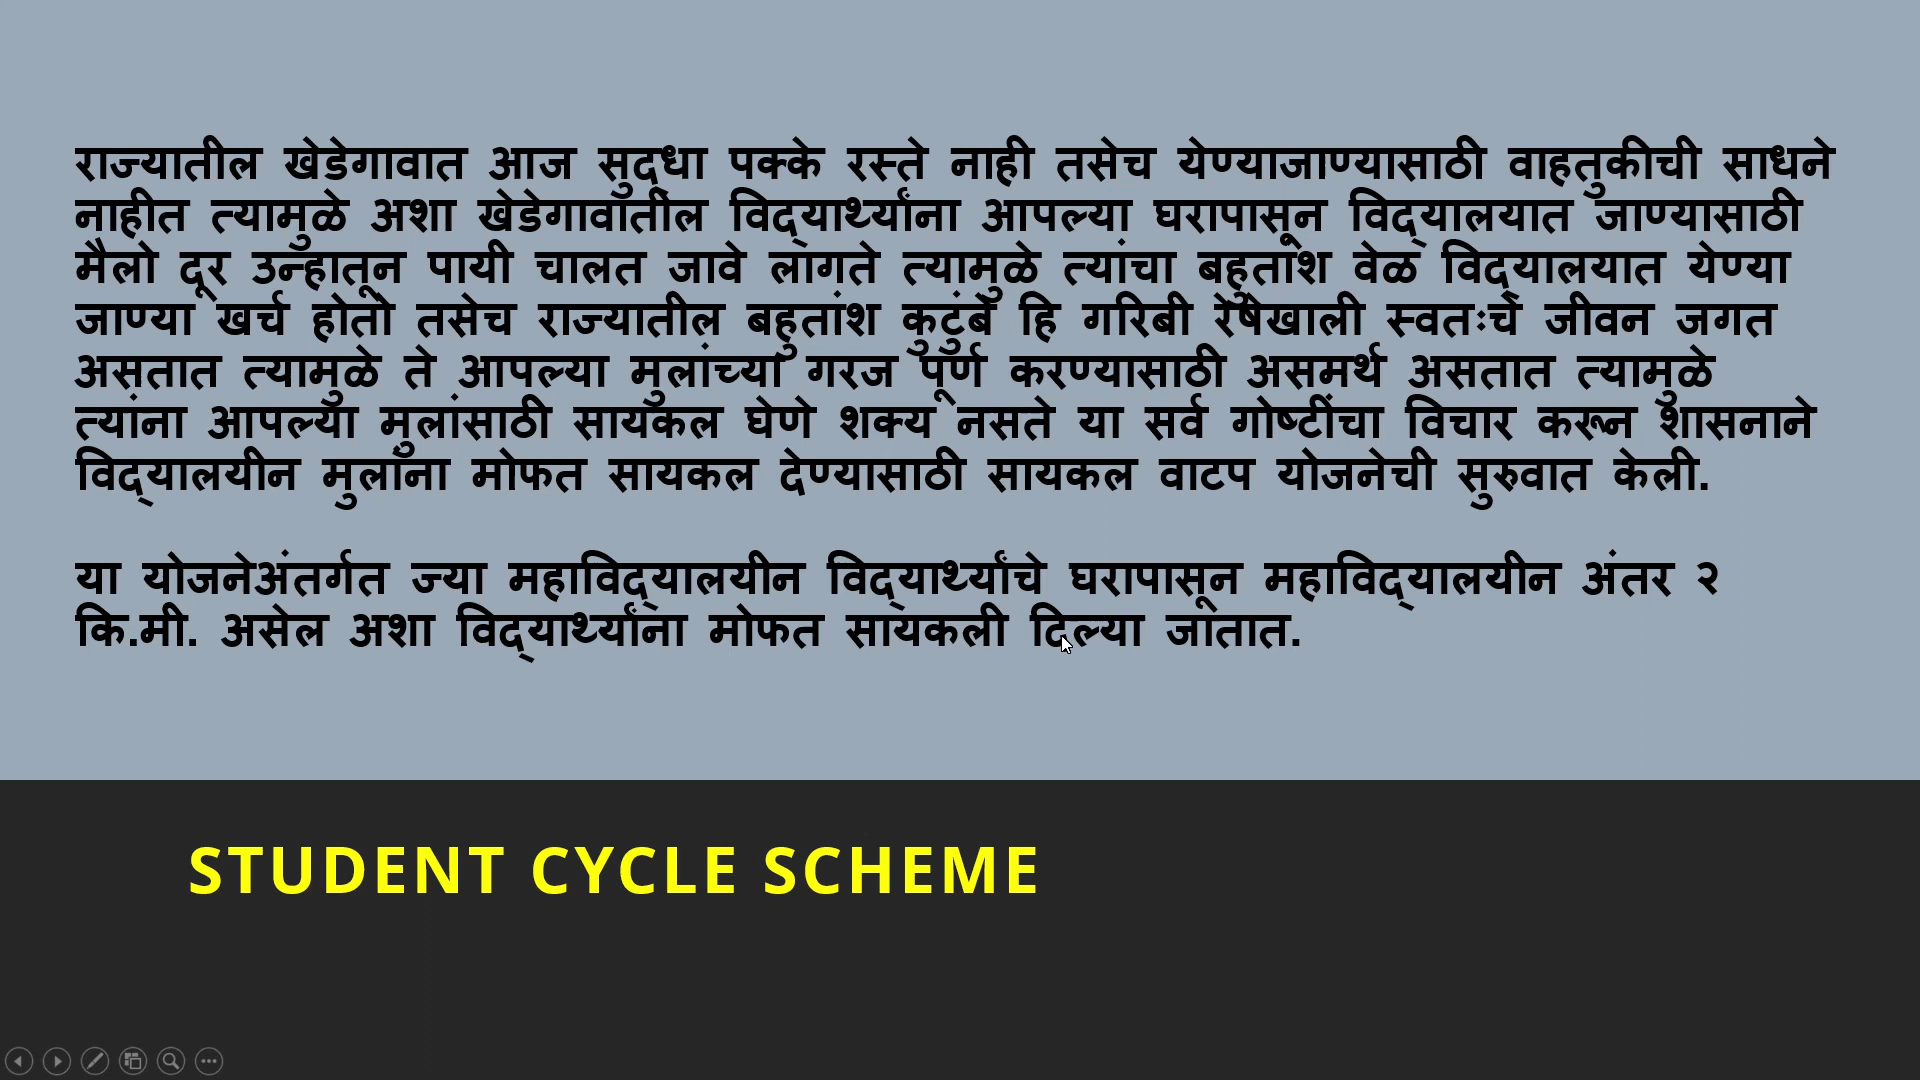 राज्यातील खेडेगावात आज सुद्धा पक्के रस्ते नाही तसेच येण्याजाण्यासाठी वाहतुकीची साधने
नाहीत त्यामुळे अशा खेडेगावातील विद्यार्थ्यांना आपल्या घरापासून विद्यालयात जाण्यासाठी
मैलो दूर उन्हातून पायी चालत जावे लागते त्यामुळे त्यांचा बहुतांश वेळ विद्यालयात येण्या
जाण्या खर्च होतो तसेच राज्यातील बहुतांश कुटुंबे हि गरिबी रेषेखाली स्वतःचे जीवन जगत
असतात त्यामुळे ते आपल्या मुलांच्या गरज पूर्ण करण्यासाठी असमर्थ असतात त्यामुळे
त्यांना आपल्या मुलांसाठी सायकल घेणे शक्य नसते या सर्व गोष्टींचा विचार करून शासनाने
विद्यालयीन मुलांना मोफत सायकल देण्यासाठी सायकल वाटप योजनेची सुरुवात केली.
या योजनेअंतर्गत ज्या महाविद्यालयीन विद्यार्थ्यांचे घरापासून महाविद्यालयीन अंतर २
कि.मी. असेल अशा विद्यार्थ्यांना मोफत सायकली दिल्या जातात.
STUDENT CYCLE SCHEME